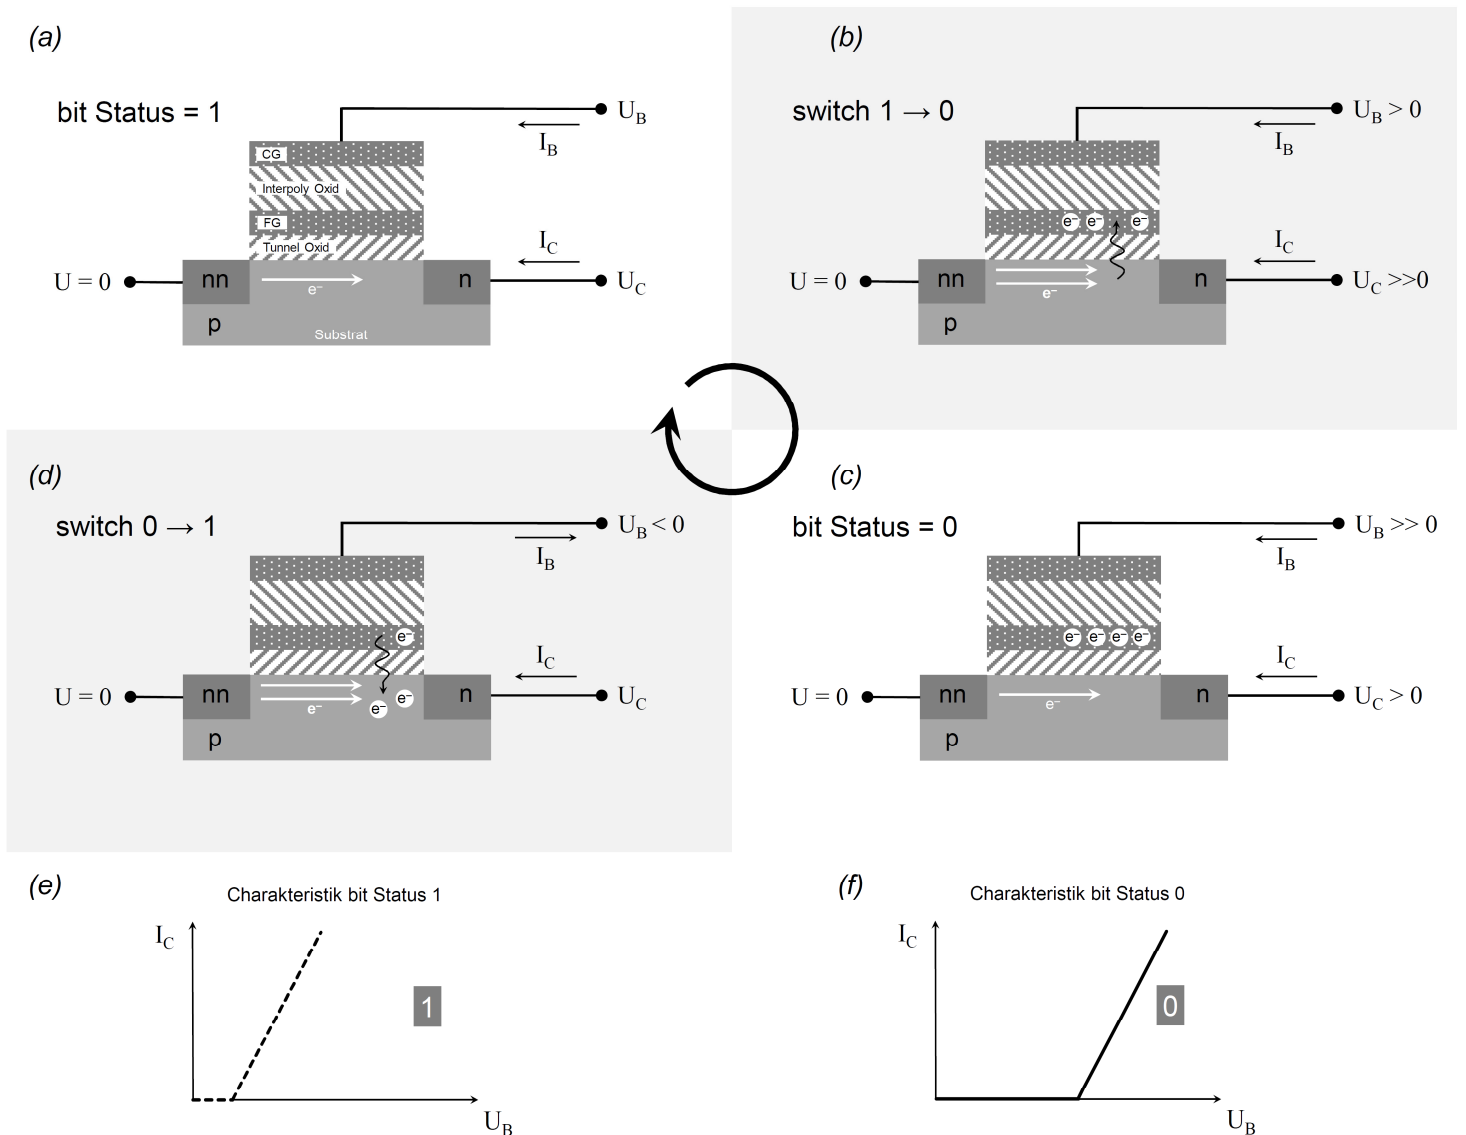 (a)
bit Status = 1
U_B
I_B
CG
Interpoly Oxid
FG
Tunnel Oxid
I_C
U = 0
nn
e⁻
n
U_C
p
Substrat
(b)
switch 1 → 0
U_B > 0
I_B
e⁻ e⁻ e⁻
I_C
U = 0
nn
e⁻
n
U_C >>0
p
(d)
switch 0 → 1
U_B < 0
I_B
e⁻
I_C
U = 0
nn
e⁻
e⁻
e⁻
n
U_C
p
(c)
bit Status = 0
U_B >> 0
I_B
e⁻ e⁻ e⁻ e⁻
I_C
U = 0
nn
e⁻
n
U_C > 0
p
(e)
Charakteristik bit Status 1
I_C
1
U_B
(f)
Charakteristik bit Status 0
I_C
0
U_B